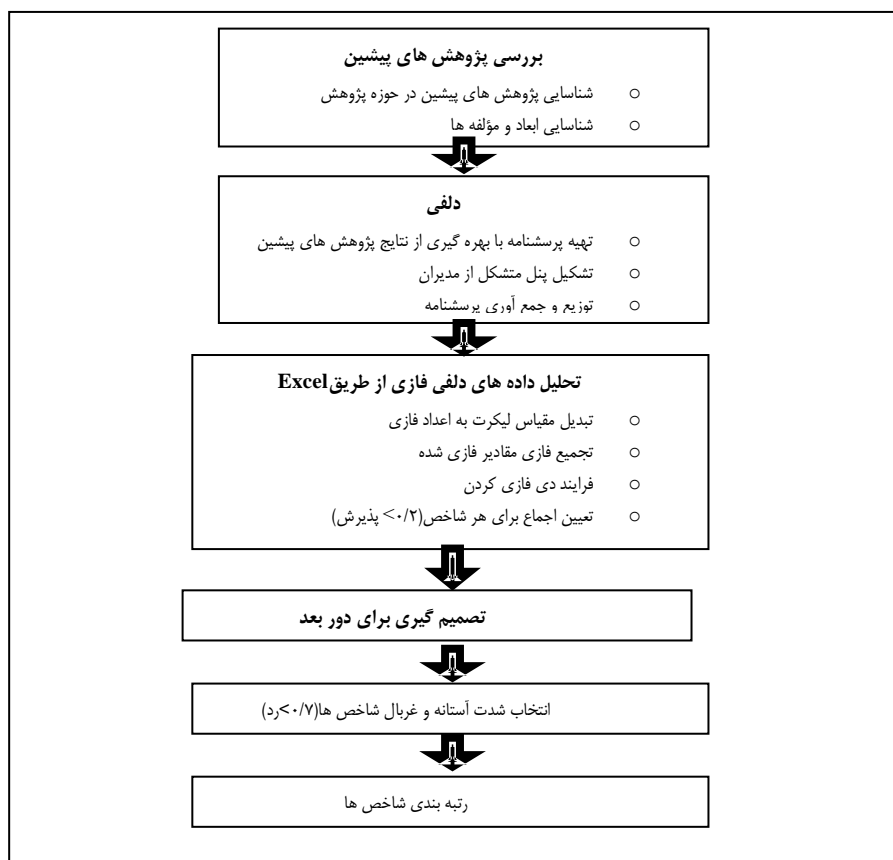 بررسی پژوهش های پیشین
○ شناسایی پژوهش های پیشین در حوزه پژوهش
○ شناسایی ابعاد و مؤلفه ها
دلفی
○ تهیه پرسشنامه با بهره گیری از نتایج پژوهش های پیشین
○ تشکیل پنل متشکل از مدیران
○ توزیع و جمع آوری پرسشنامه
تحلیل داده های دلفی فازی از طریق Excel
○ تبدیل مقیاس لیکرت به اعداد فازی
○ تجمیع فازی مقادیر فازی شده
○ فرایند دی فازی کردن
○ تعیین اجماع برای هر شاخص(۰/۲> پذیرش)
تصمیم گیری برای دور بعد
انتخاب شدت آستانه و غربال شاخص ها(۰/۷>رد)
رتبه بندی شاخص ها